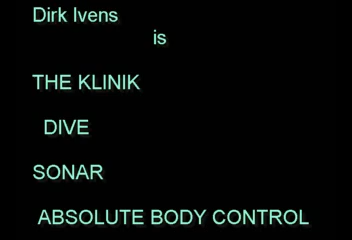 Dirk Ivens
is
THE KLINIK
DIVE
SONAR
ABSOLUTE BODY CONTROL